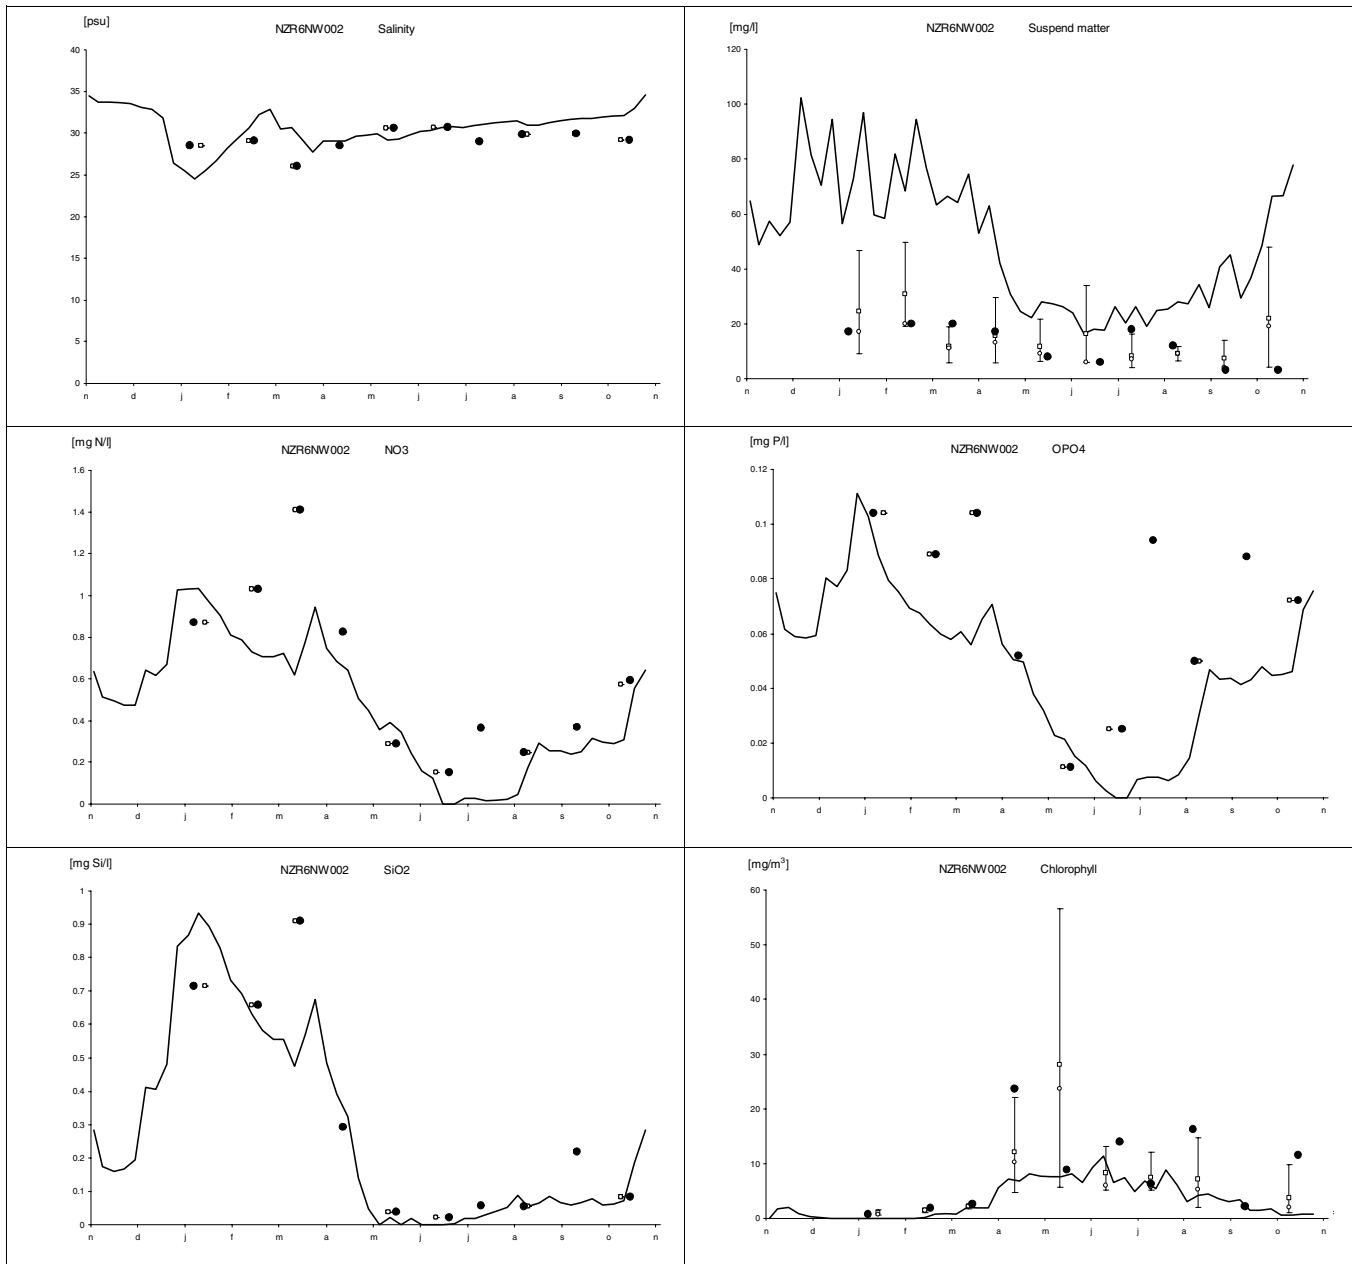 [psu]
NZR6NW002 Salinity
40
35
30
25
20
15
10
5
0
n d j f m a m j j a s o n
[mg/l]
NZR6NW002 Suspend matter
120
100
80
60
40
20
0
n d j f m a m j j a s o n
[mg N/l]
NZR6NW002 NO3
1.6
1.4
1.2
1
0.8
0.6
0.4
0.2
0
n d j f m a m j j a s o n
[mg P/l]
NZR6NW002 OPO4
0.12
0.1
0.08
0.06
0.04
0.02
0
n d j f m a m j j a s o n
[mg Si/l]
NZR6NW002 SiO2
1
0.9
0.8
0.7
0.6
0.5
0.4
0.3
0.2
0.1
0
n d j f m a m j j a s o n
[mg/m³]
NZR6NW002 Chlorophyll
60
50
40
30
20
10
0
n d j f m a m j j a s o n